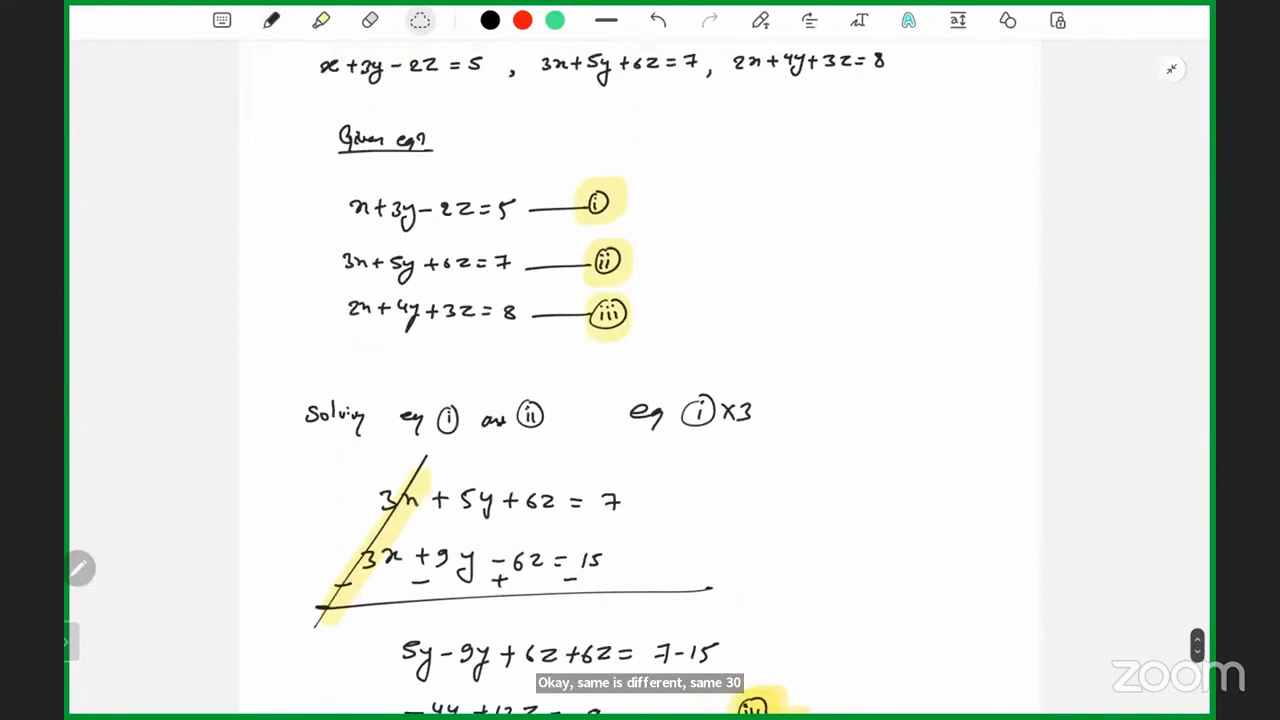 x+3y-2z=5 , 3x+5y+6z=7, 2x+4y+3z=8
Given eqn
x+3y-2z=5 —— i
3x+5y+6z=7 —— ii
2x+4y+3z=8 —— iii
Solving eq i and ii eq i ×3
3x + 5y + 6z = 7
3x + 9y - 6z = 15
- - + -
5y - 9y + 6z + 6z = 7-15
Okay, same is different, same 30
iv
zoom